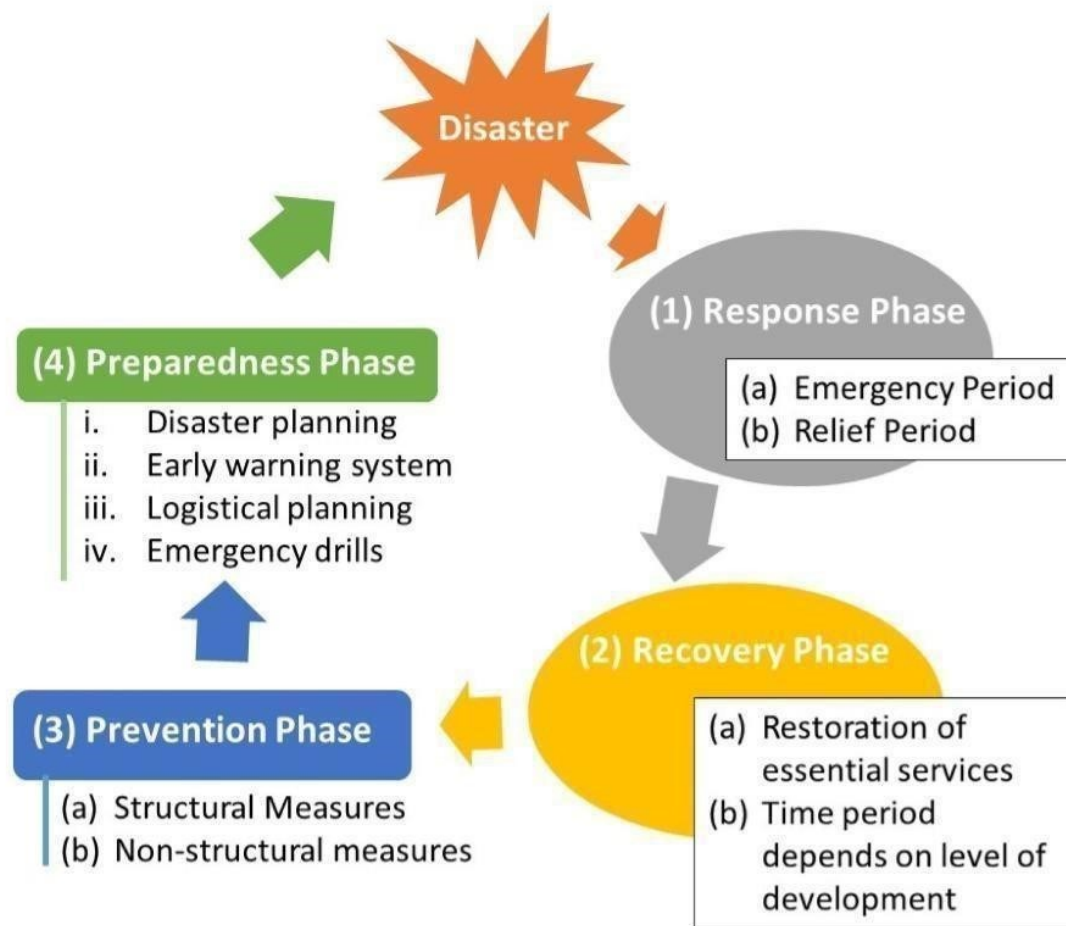 Disaster
(1) Response Phase
(a) Emergency Period
(b) Relief Period
(2) Recovery Phase
(a) Restoration of
essential services
(b) Time period
depends on level of
development
(3) Prevention Phase
(a) Structural Measures
(b) Non-structural measures
(4) Preparedness Phase
i. Disaster planning
ii. Early warning system
iii. Logistical planning
iv. Emergency drills